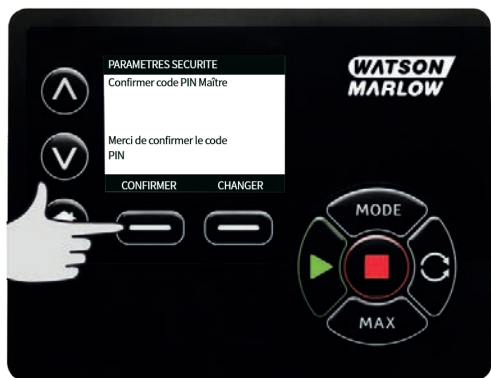 PARAMETRES SECURITE
Confirmer code PIN Maître
Merci de confirmer le code
PIN
CONFIRMER CHANGER
WATSON
MARLOW
MODE
MAX